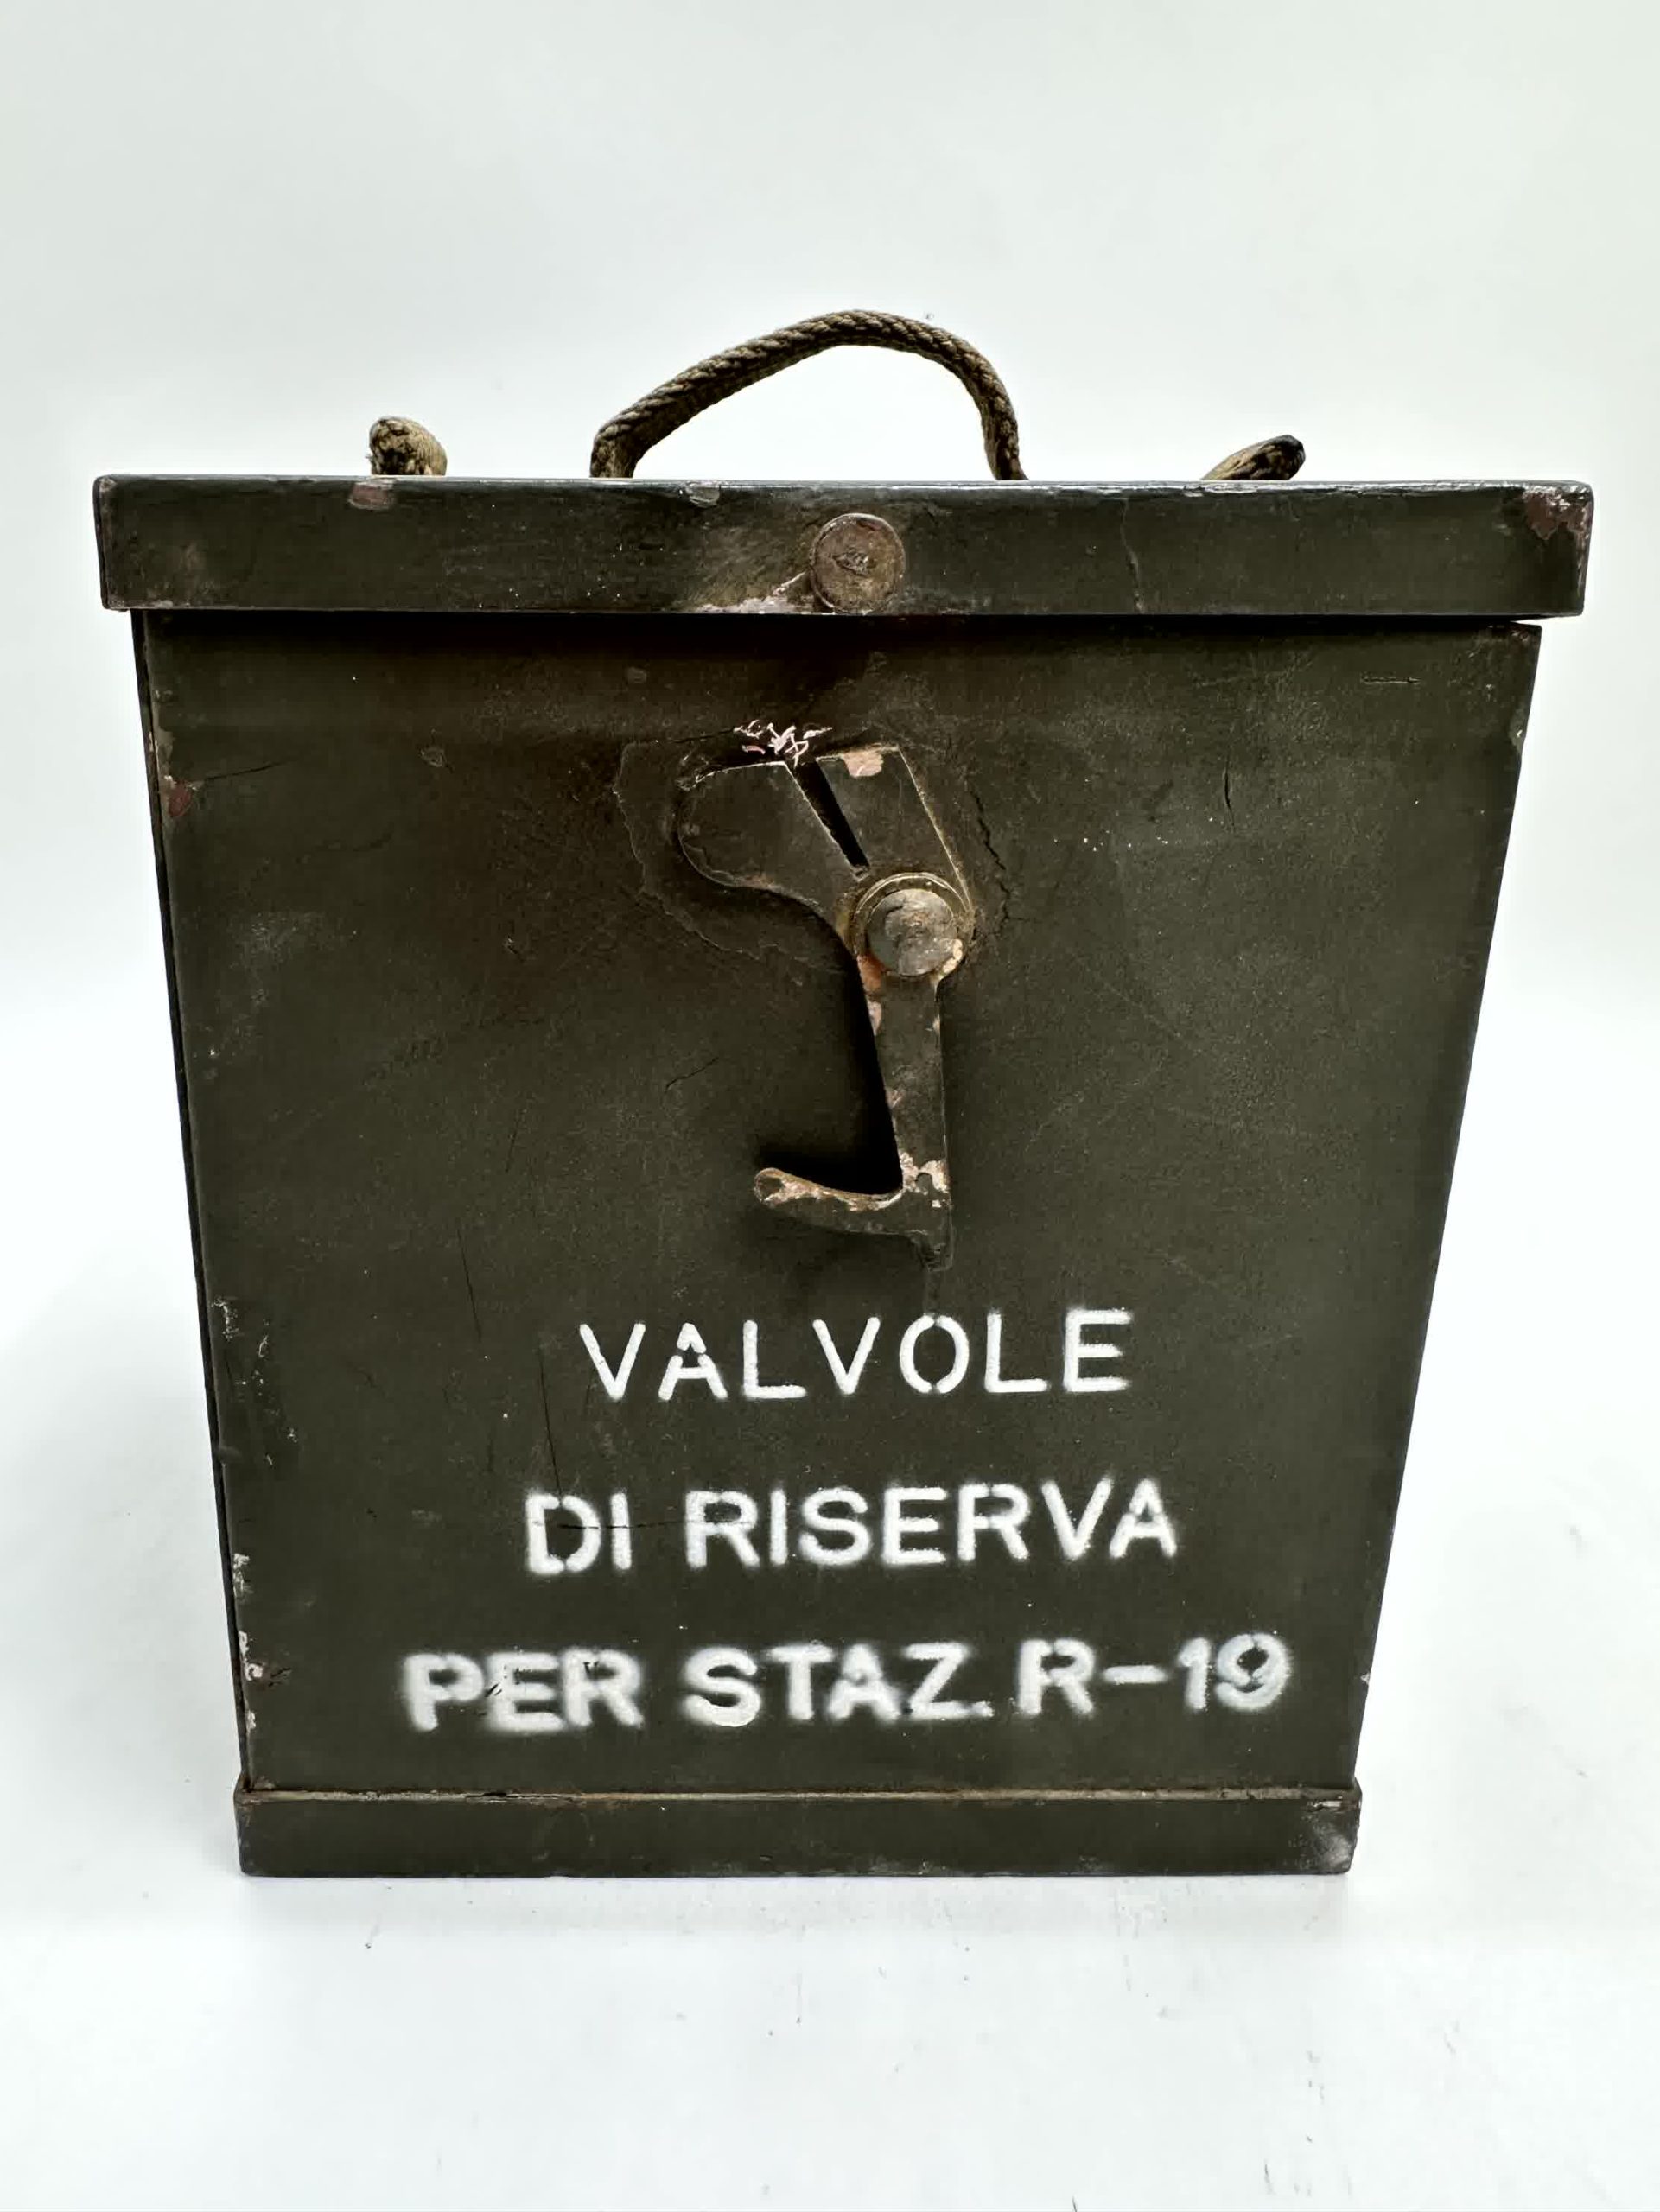 VALVOLE
DI RISERVA
PER STAZ. R-19